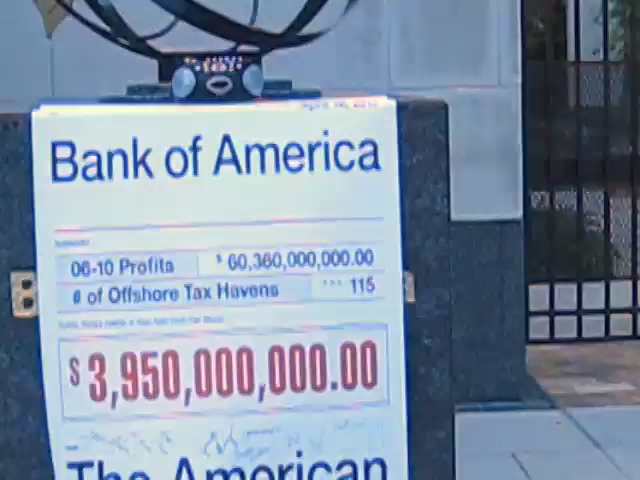 Bank of America
06-10 Profits $ 60,360,000,000.00
# of Offshore Tax Havens *** 115
$ 3,950,000,000.00
The American
B